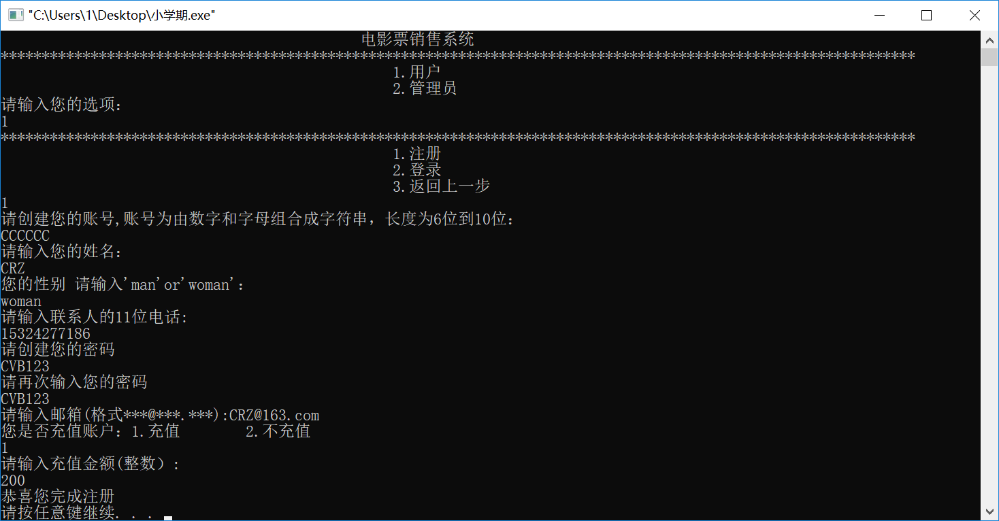 "C:\Users\1\Desktop\小学期.exe"
电影票销售系统
****************************************************************************************************************
1.用户
2.管理员
请输入您的选项:
1
****************************************************************************************************************
1.注册
2.登录
3.返回上一步
1
请创建您的账号,账号为由数字和字母组合成字符串，长度为6位到10位:
CCCCCC
请输入您的姓名:
CRZ
您的性别 请输入'man'or'woman':
woman
请输入联系人的11位电话:
15324277186
请创建您的密码
CVB123
请再次输入您的密码
CVB123
请输入邮箱(格式***@***.***):CRZ@163.com
您是否充值账户: 1.充值        2.不充值
1
请输入充值金额(整数）:
200
恭喜您完成注册
请按任意键继续. . .